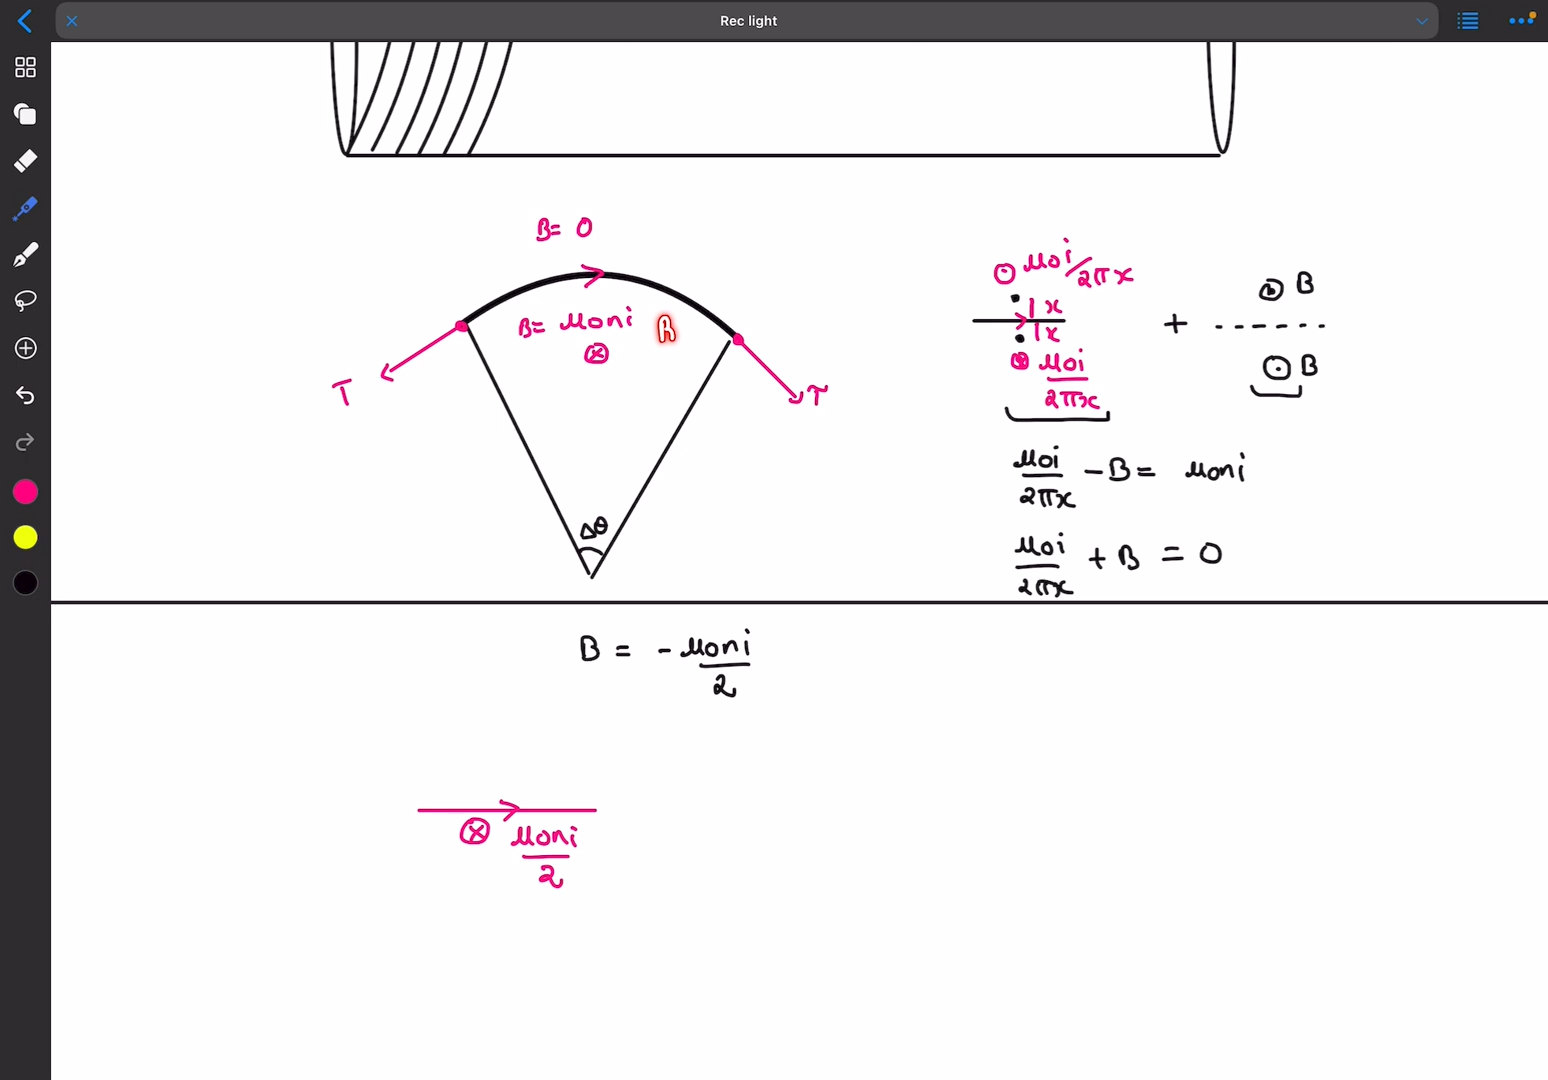 Rec light
B= 0
B= μ₀ni R
⊗
T
T
Δθ
⊙ μ₀i/2πx
x
x
⊗ μ₀i/2πx
+
⊙ B
⊙ B
μ₀i/2πx - B = μ₀ni
μ₀i/2πx + B = 0
B = - μ₀ni/2
⊗ μ₀ni/2